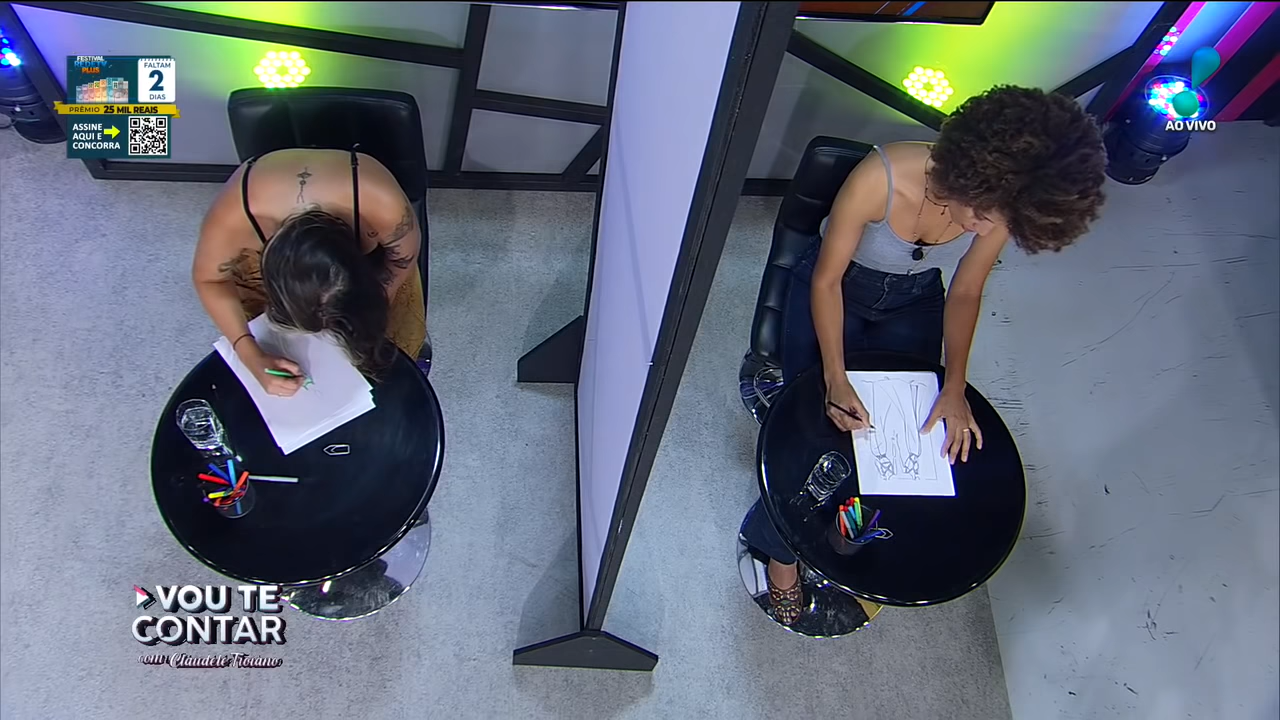 FESTIVAL
REDETV
PLUS
FALTAM
2
DIAS
PRÊMIO 25 MIL REAIS
ASSINE
AQUI E
CONCORRA
AO VIVO
VOU TE
CONTAR
com Claudete Troiano